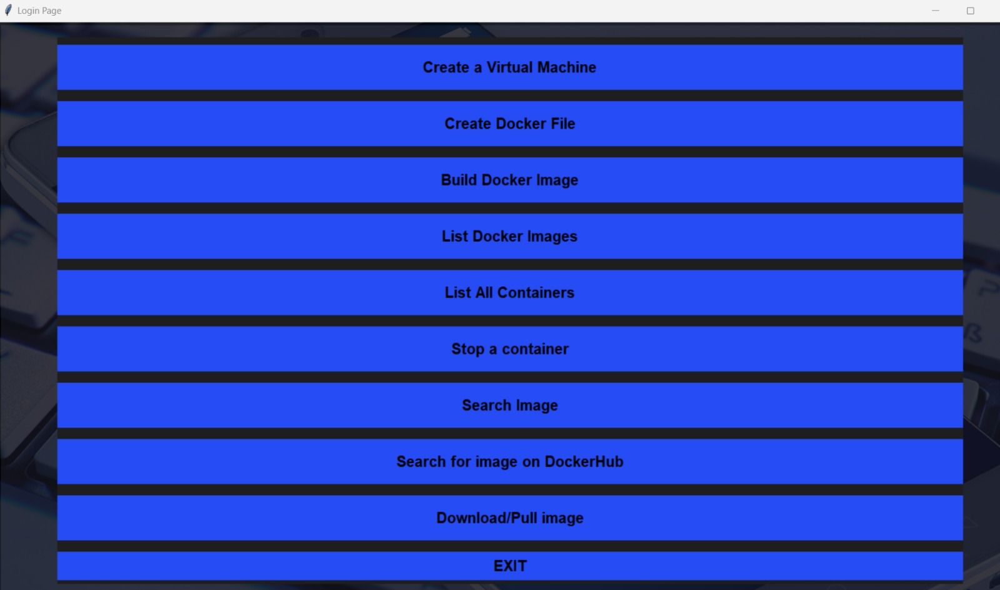 Login Page
Create a Virtual Machine
Create Docker File
Build Docker Image
List Docker Images
List All Containers
Stop a container
Search Image
Search for image on DockerHub
Download/Pull image
EXIT